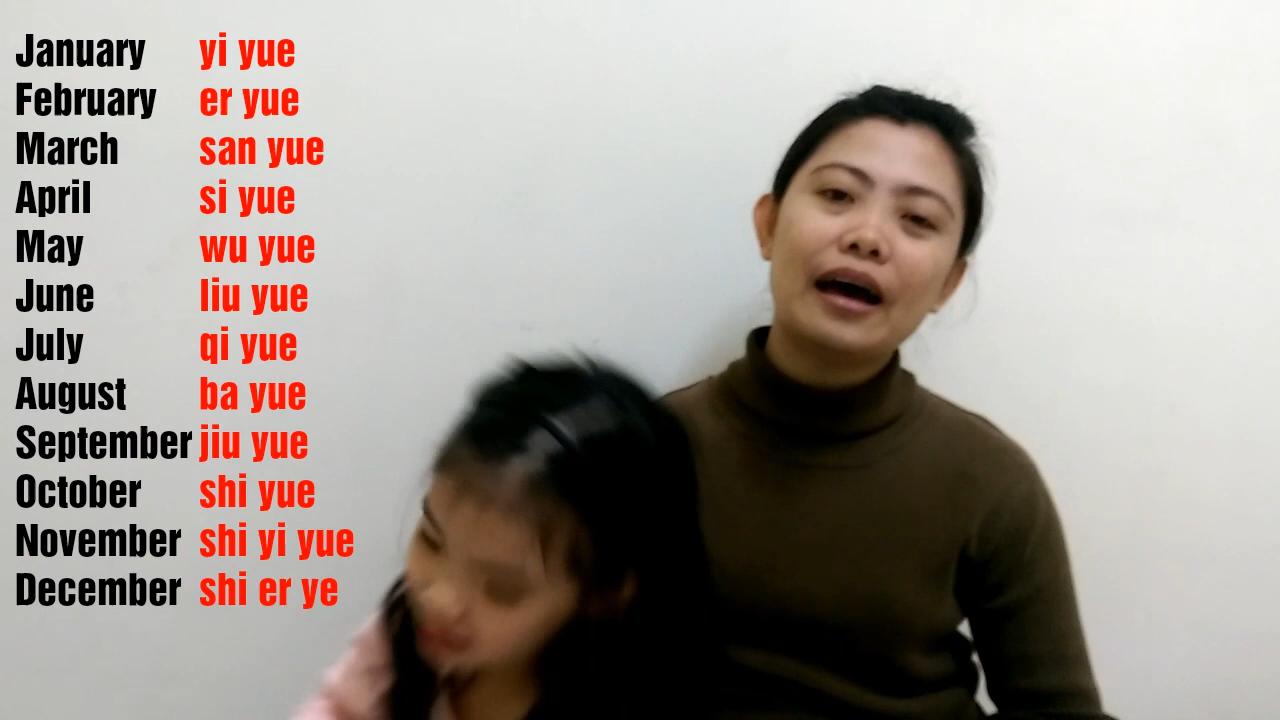 January yi yue
February er yue
March san yue
April si yue
May wu yue
June liu yue
July qi yue
August ba yue
September jiu yue
October shi yue
November shi yi yue
December shi er ye